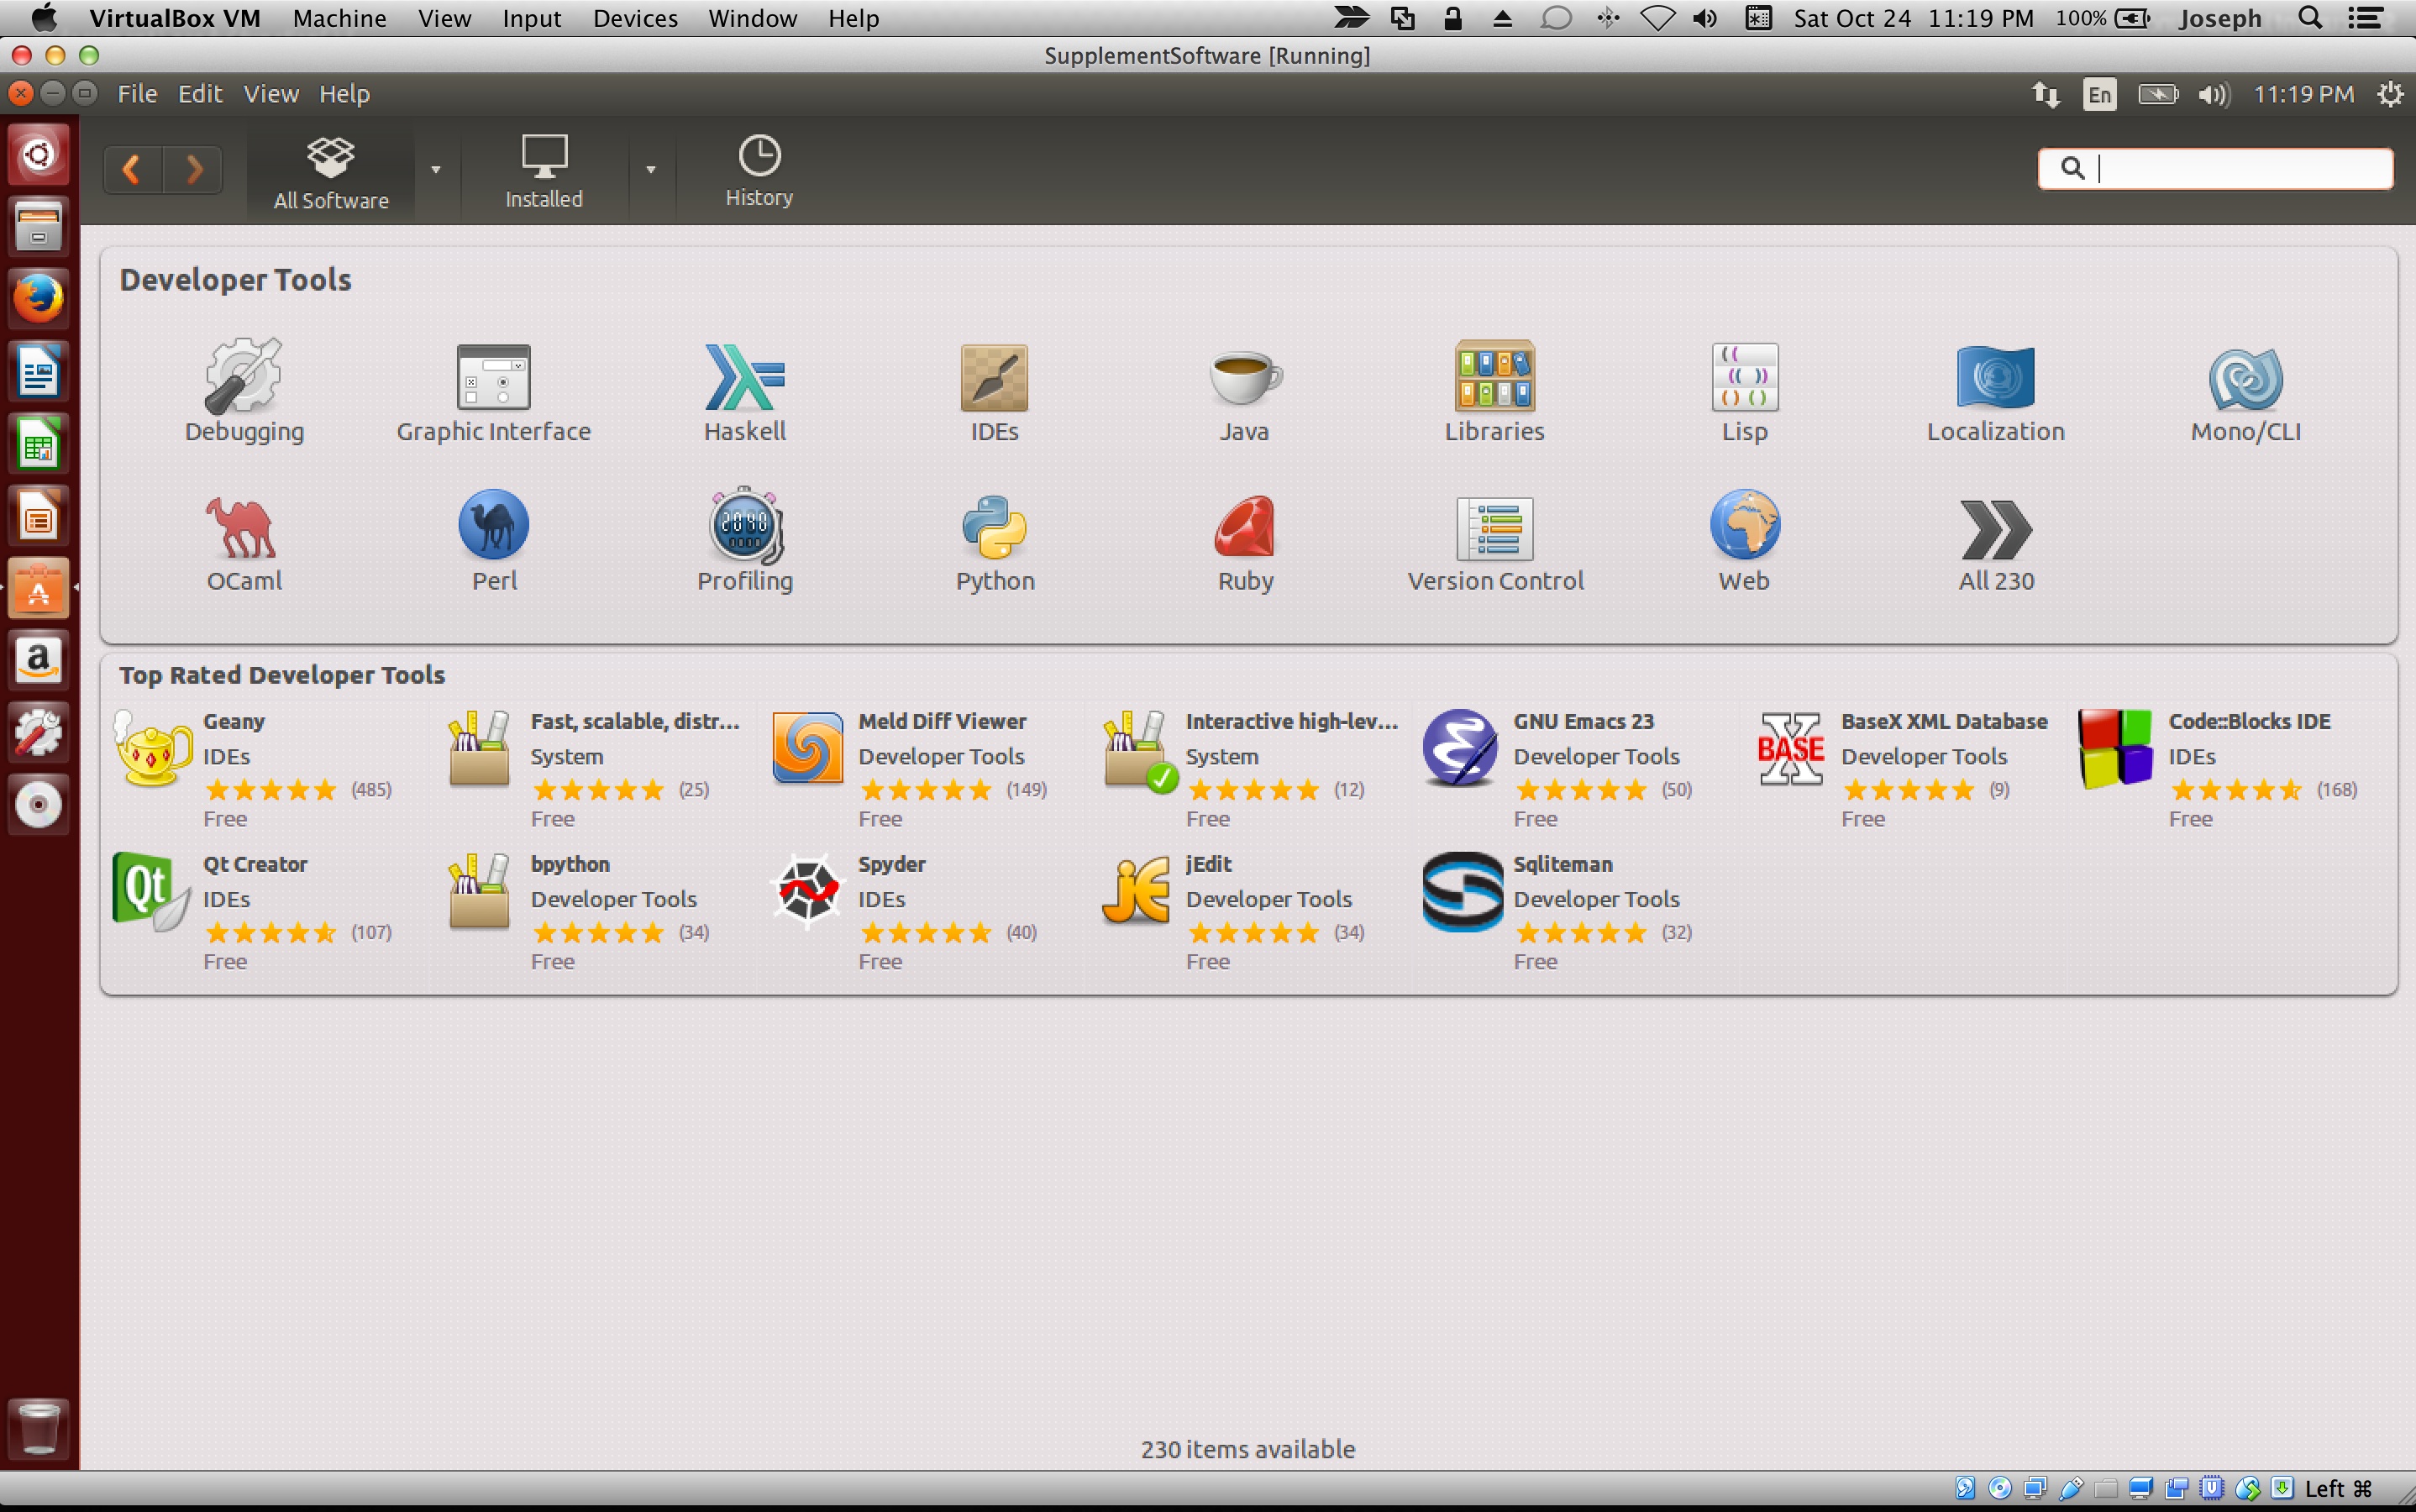 VirtualBox VM Machine View Input Devices Window Help Sat Oct 24 11:19 PM 100% Joseph
SupplementSoftware [Running]
File Edit View Help En 11:19 PM
All Software Installed History
Developer Tools
Debugging Graphic Interface Haskell IDEs Java Libraries Lisp Localization Mono/CLI
OCaml Perl Profiling Python Ruby Version Control Web All 230
Top Rated Developer Tools
Geany Fast, scalable, distr... Meld Diff Viewer Interactive high-lev... GNU Emacs 23 BaseX XML Database Code::Blocks IDE
IDEs System Developer Tools System Developer Tools Developer Tools IDEs
(485) (25) (149) (12) (50) (9) (168)
Free Free Free Free Free Free Free
Qt Creator bpython Spyder jEdit Sqliteman
IDEs Developer Tools IDEs Developer Tools Developer Tools
(107) (34) (40) (34) (32)
Free Free Free Free Free
230 items available
Left ⌘